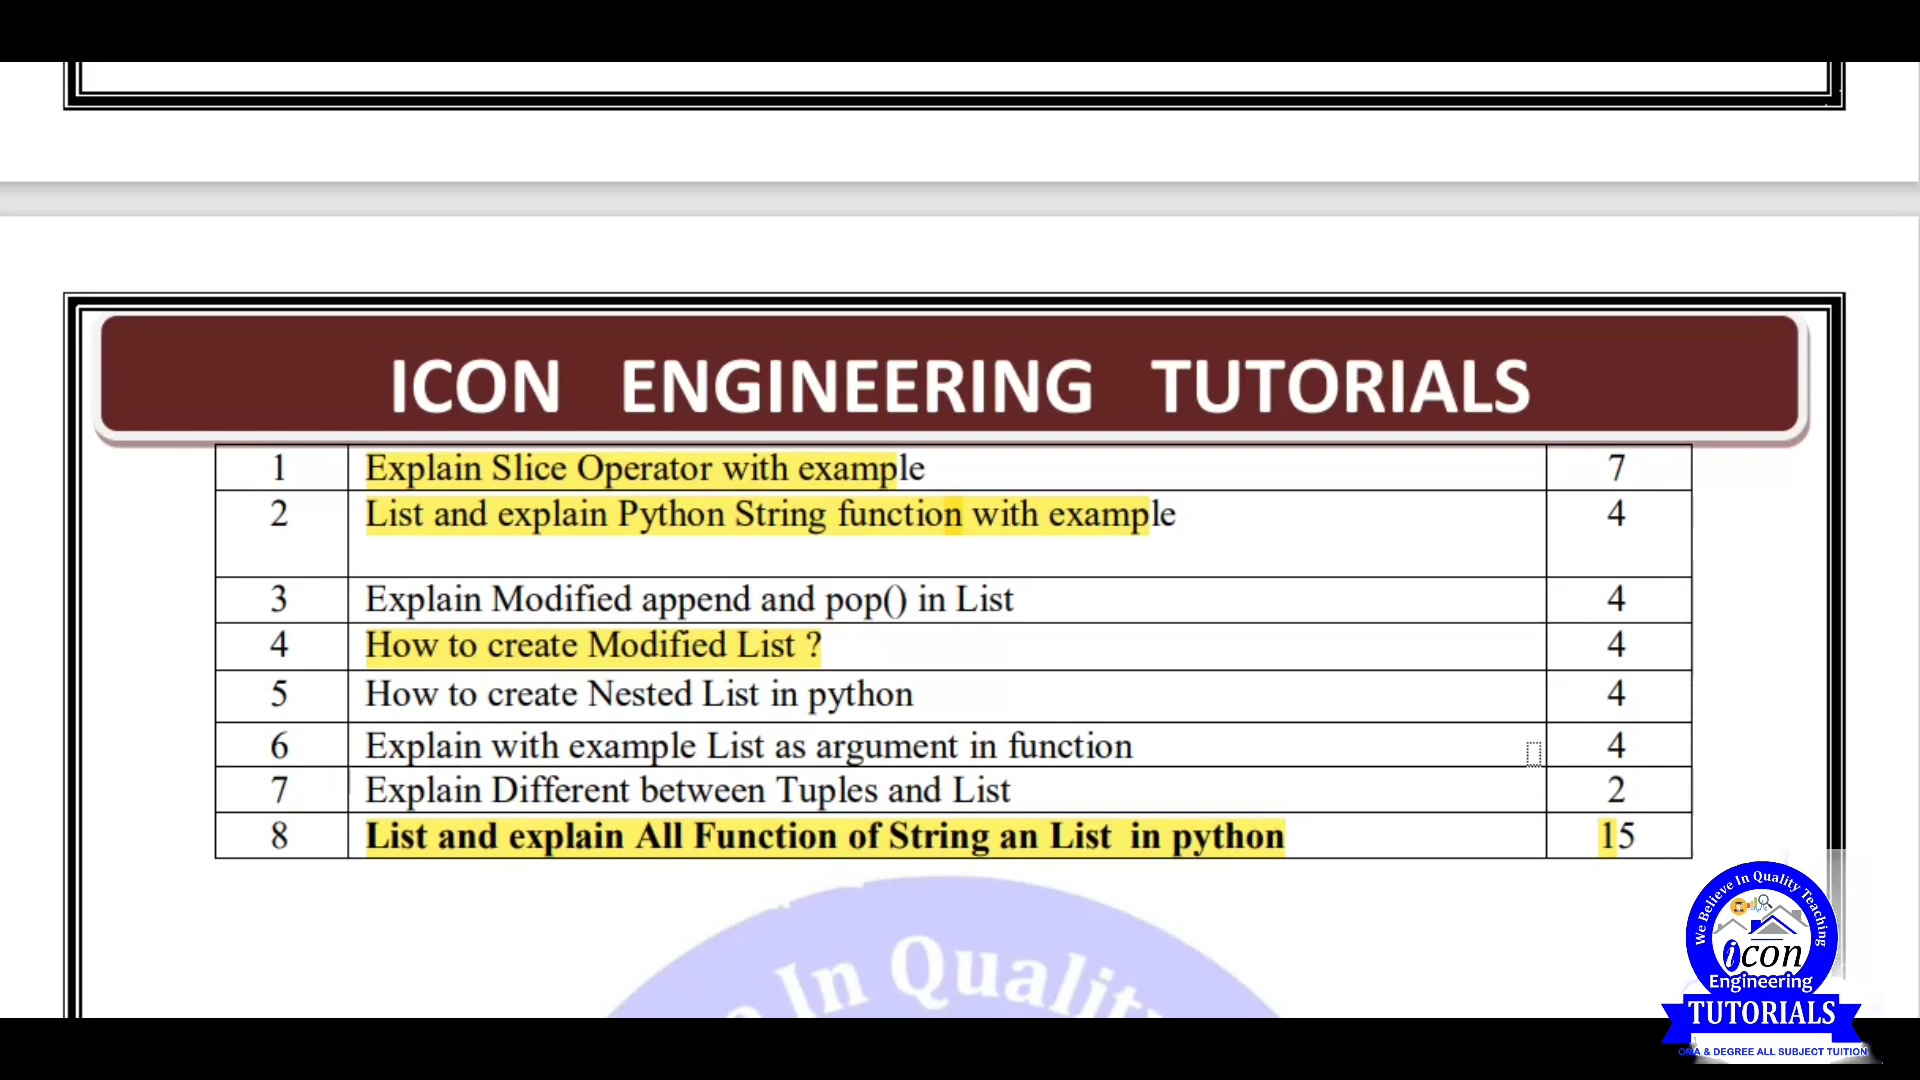 ICON ENGINEERING TUTORIALS
1 Explain Slice Operator with example 7
2 List and explain Python String function with example 4
3 Explain Modified append and pop() in List 4
4 How to create Modified List ? 4
5 How to create Nested List in python 4
6 Explain with example List as argument in function 4
7 Explain Different between Tuples and List 2
8 List and explain All Function of String an List in python 15
In Quality
We Believe In Quality Teaching
icon
Engineering
TUTORIALS
& DEGREE ALL SUBJECT TUITION